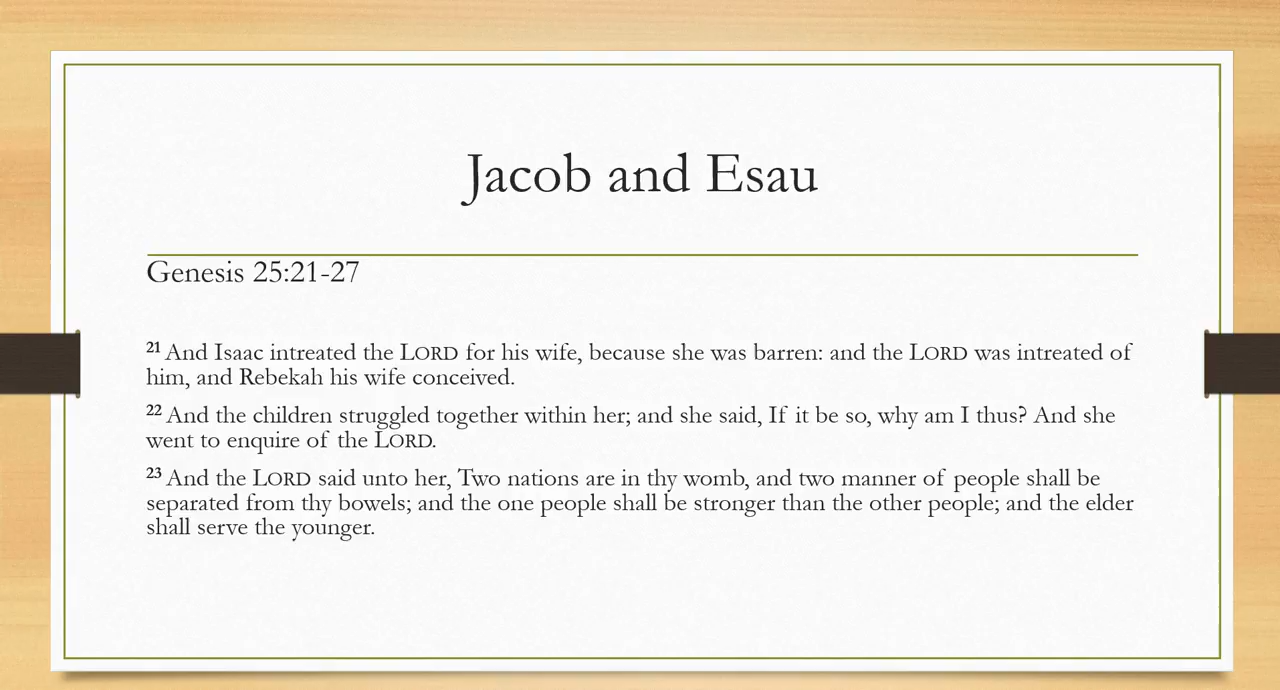 Jacob and Esau
Genesis 25:21-27
21 And Isaac intreated the LORD for his wife, because she was barren: and the LORD was intreated of
him, and Rebekah his wife conceived.
22 And the children struggled together within her; and she said, If it be so, why am I thus? And she
went to enquire of the LORD.
23 And the LORD said unto her, Two nations are in thy womb, and two manner of people shall be
separated from thy bowels; and the one people shall be stronger than the other people; and the elder
shall serve the younger.